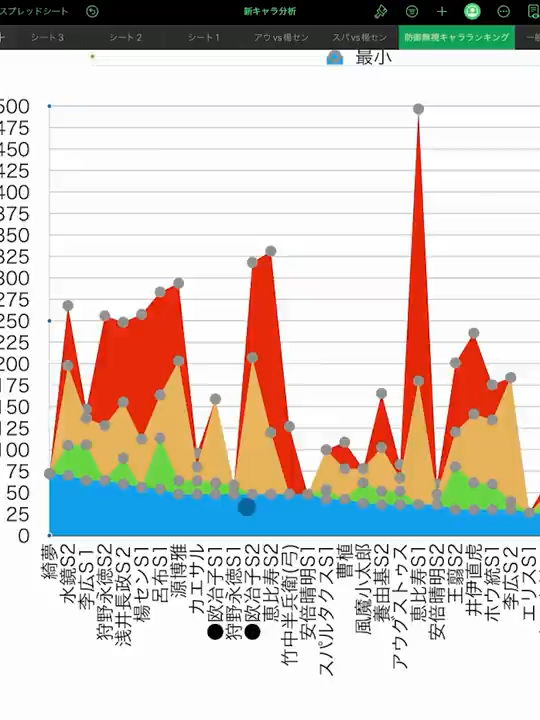 スプレッドシート
新キャラ分析
シート3
シート2
シート1
アウvs楊セン
スパvs楊セン
防御無視キャラランキング
一般
最小
500
475
450
425
400
375
350
325
300
275
250
225
200
175
150
125
100
75
50
25
0
綺夢
水鏡S2
李広S1
狩野永徳S2
浅井長政S2
楊センS1
呂布S1
源博雅
カエサル
●欧冶子S1
狩野永徳S1
●欧冶子S2
恵比寿S2
竹中半兵衛(弓)
安倍晴明S1
スパルタクスS1
曹植
風魔小太郎
養由基S2
アウグストゥス
恵比寿S1
安倍晴明S2
王翦S2
井伊直虎
ホウ統S1
李広S2
エリスS1